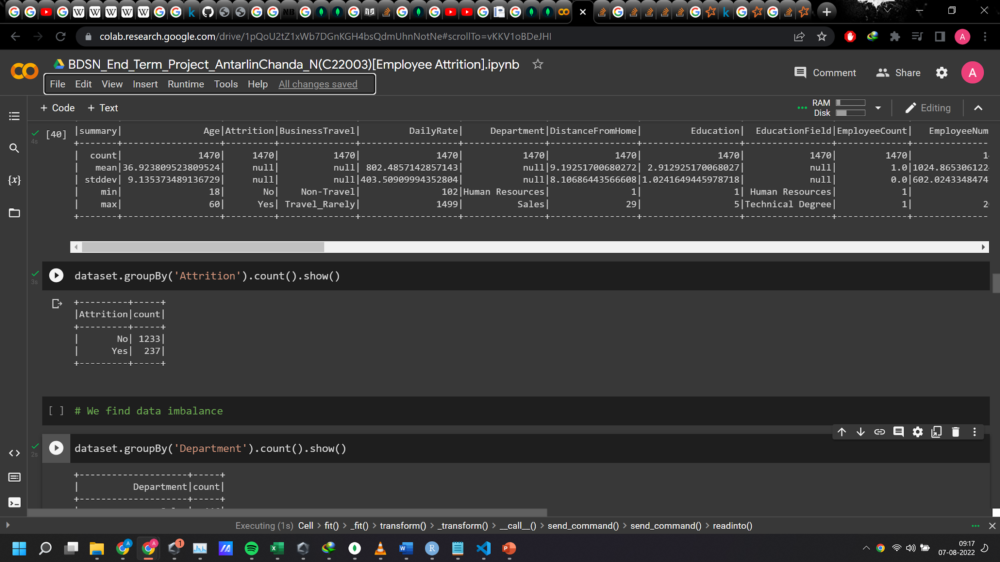 colab.research.google.com/drive/1pQoU2tZ1xWb7DGnKGH4bsQdmUhnNotNe#scrollTo=vKKV1oBDeJHI
BDSN_End_Term_Project_AntarlinChanda_N(C22003)[Employee Attrition].ipynb
File Edit View Insert Runtime Tools Help All changes saved
Comment Share A
+ Code + Text
RAM
Disk
Editing
[40]
4s
|summary| Age|Attrition|BusinessTravel| DailyRate| Department|DistanceFromHome| Education| EducationField|EmployeeCount| EmployeeNum
+-------+------------------+---------+--------------+------------------+---------------+----------------+------------------+----------------+-------------+--------------
| count| 1470| 1470| 1470| 1470| 1470| 1470| 1470| 1470| 1470|
| mean|36.923809523809524| null| null| 802.4857142857143| null|9.19251700680272| 2.912925170068027| null| 1.0|1024.8653061224
| stddev| 9.135373489136729| null| null|403.50909994352804| null|8.10686443566608|1.0241649445978718| null| 0.0|602.0243348474
| min| 18| No| Non-Travel| 102|Human Resources| 1| 1| Human Resources| 1|
| max| 60| Yes| Travel_Rarely| 1499| Sales| 29| 5|Technical Degree| 1|
+-------+------------------+---------+--------------+------------------+---------------+----------------+------------------+----------------+-------------+--------------
3s
dataset.groupBy('Attrition').count().show()
+---------+-----+
|Attrition|count|
+---------+-----+
| No| 1233|
| Yes| 237|
+---------+-----+
[ ] # We find data imbalance
2s
dataset.groupBy('Department').count().show()
+--------------------+-----+
| Department|count|
+--------------------+-----+
Executing (1s) Cell > fit() > _fit() > transform() > _transform() > __call__() > send_command() > send_command() > readinto()
09:17
07-08-2022